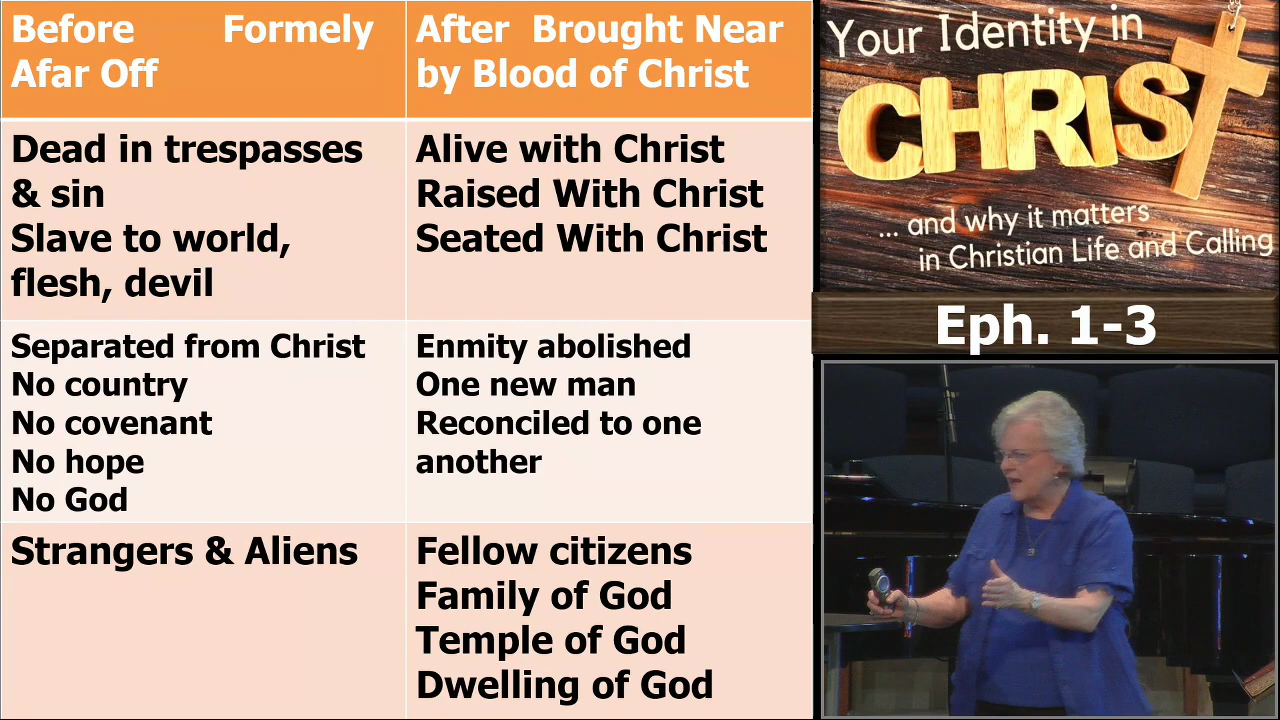 Before Formely
Afar Off
After Brought Near
by Blood of Christ
Dead in trespasses
& sin
Slave to world,
flesh, devil
Alive with Christ
Raised With Christ
Seated With Christ
Separated from Christ
No country
No covenant
No hope
No God
Enmity abolished
One new man
Reconciled to one
another
Strangers & Aliens
Fellow citizens
Family of God
Temple of God
Dwelling of God
Your Identity in
CHRIST
... and why it matters
in Christian Life and Calling
Eph. 1-3